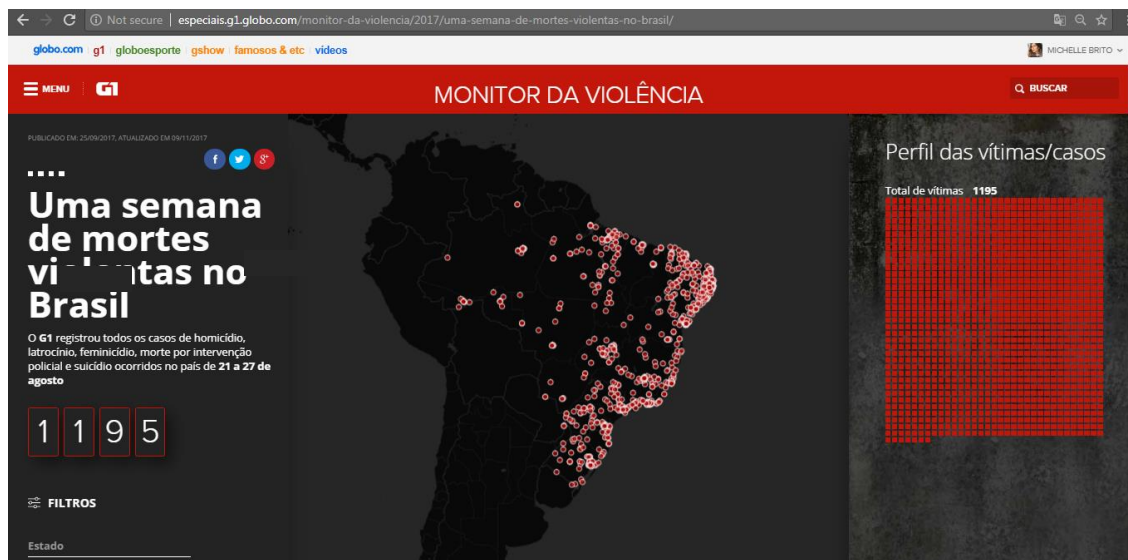 Not secure | especiais.g1.globo.com/monitor-da-violencia/2017/uma-semana-de-mortes-violentas-no-brasil/
globo.com g1 globoesporte gshow famosos & etc vídeos
MICHELLE BRITO
MENU G1
MONITOR DA VIOLÊNCIA
BUSCAR
PUBLICADO EM: 25/09/2017, ATUALIZADO EM 09/11/2017
Uma semana
de mortes
no
Brasil
O G1 registrou todos os casos de homicídio,
latrocínio, feminicídio, morte por intervenção
policial e suicídio ocorridos no país de 21 a 27 de
agosto
1 1 9 5
FILTROS
Estado
Perfil das vítimas/casos
Total de vítimas 1195